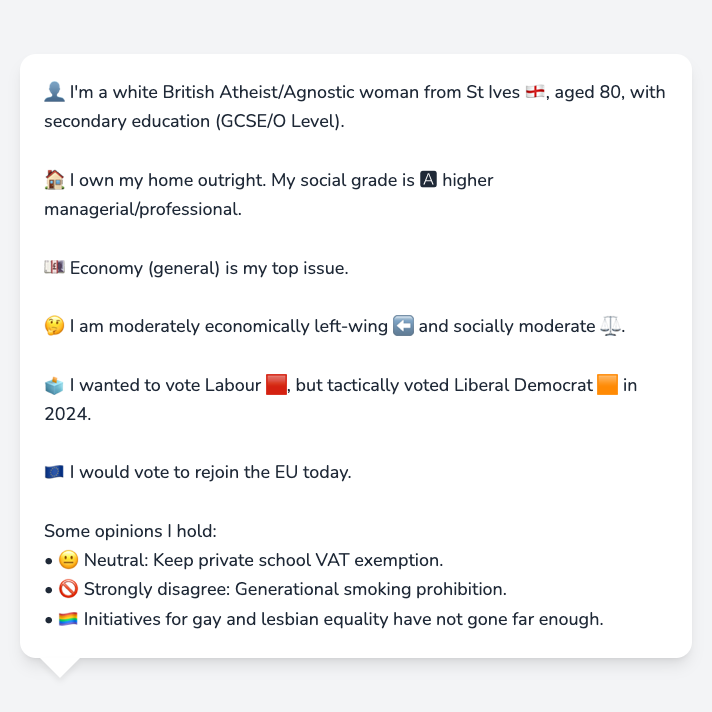 👤 I'm a white British Atheist/Agnostic woman from St Ives 🏴󠁧󠁢󠁥󠁮󠁧󠁿, aged 80, with
secondary education (GCSE/O Level).
🏠 I own my home outright. My social grade is 🅰 higher
managerial/professional.
💷 Economy (general) is my top issue.
🤔 I am moderately economically left-wing ⬅️ and socially moderate ⚖️.
🗳️ I wanted to vote Labour 🟥, but tactically voted Liberal Democrat 🟧 in
2024.
🇪🇺 I would vote to rejoin the EU today.
Some opinions I hold:
• 😐 Neutral: Keep private school VAT exemption.
• 🚫 Strongly disagree: Generational smoking prohibition.
• 🏳️‍🌈 Initiatives for gay and lesbian equality have not gone far enough.